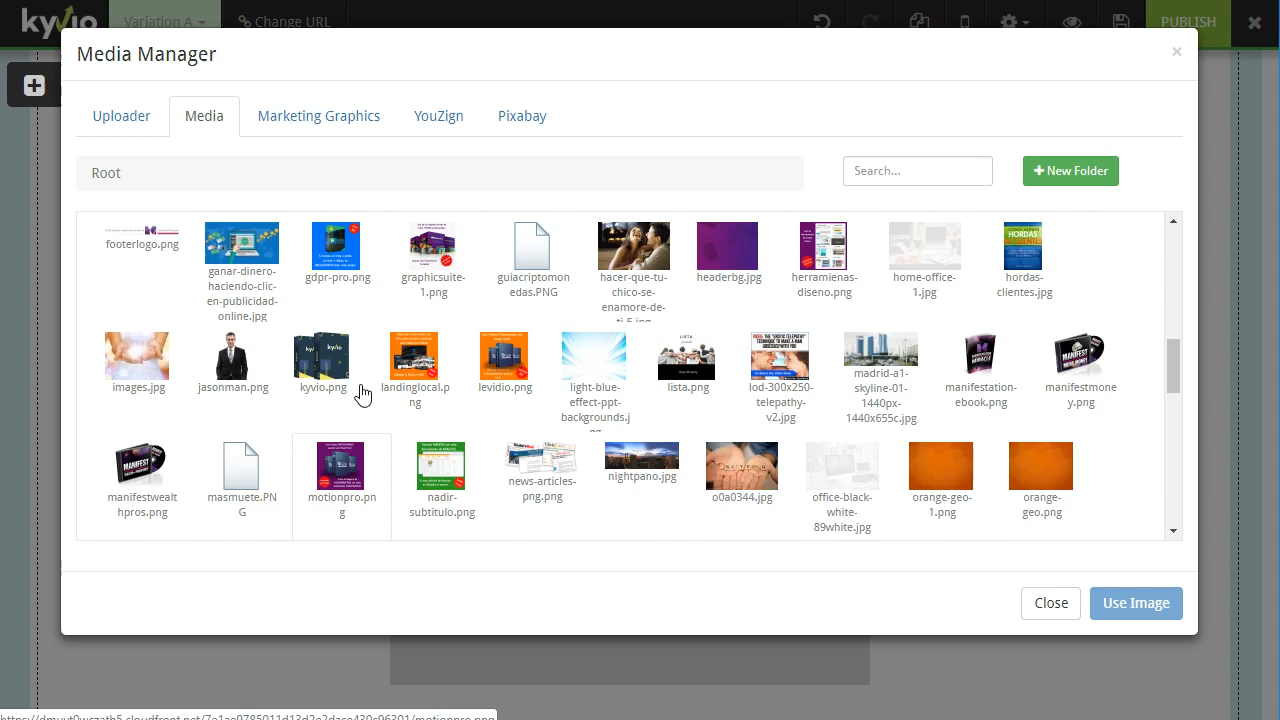 kyvio
Variation A
Change URL
PUBLISH
Media Manager
Uploader
Media
Marketing Graphics
YouZign
Pixabay
Root
Search...
New Folder
footerlogo.png
ganar-dinero-
haciendo-clic-
en-publicidad-
online.jpg
gdpr-pro.png
graphicsuite-
1.png
guiacriptomon
edas.PNG
hacer-que-tu-
chico-se-
enamore-de-
ti-5.jpg
headerbg.jpg
herramienas-
diseno.png
home-office-
1.jpg
hordas-
clientes.jpg
images.jpg
jasonman.png
kyvio.png
landinglocal.p
ng
levidio.png
light-blue-
effect-ppt-
backgrounds.j
lista.png
lod-300x250-
telepathy-
v2.jpg
madrid-a1-
skyline-01-
1440px-
1440x655c.jpg
manifestation-
ebook.png
manifestmone
y.png
manifestwealt
hpros.png
masmuete.PN
G
motionpro.pn
g
nadir-
subtitulo.png
news-articles-
png.png
nightpano.jpg
o0a0344.jpg
office-black-
white-
89white.jpg
orange-geo-
1.png
orange-
geo.png
Close
Use Image